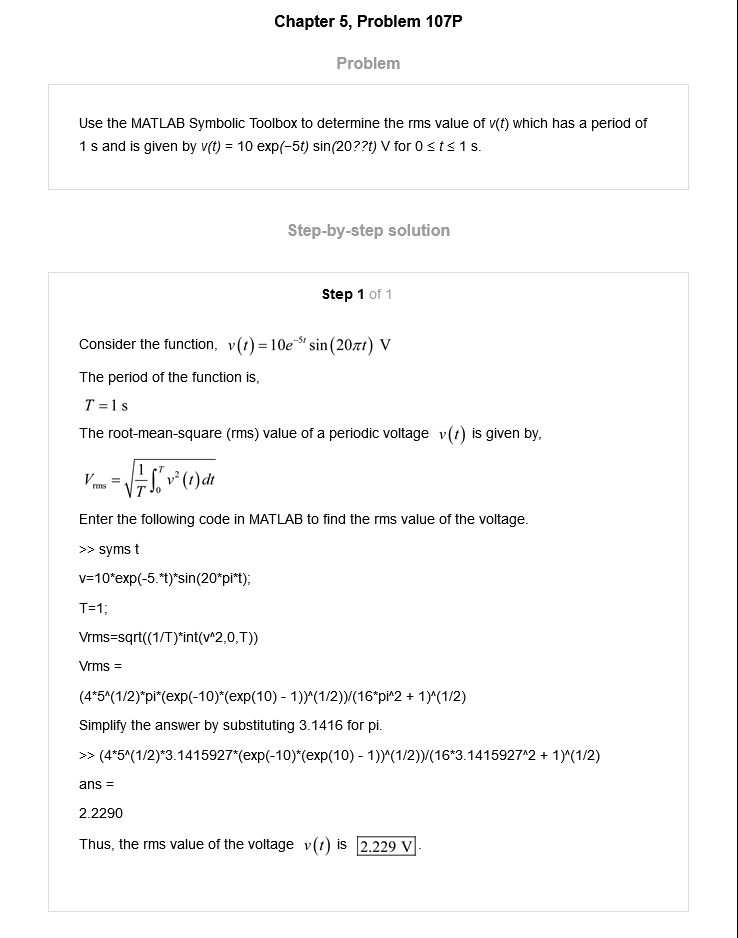 Chapter 5, Problem 107P
Problem
Use the MATLAB Symbolic Toolbox to determine the rms value of v(t) which has a period of
1 s and is given by v(t) = 10 exp(−5t) sin(20??t) V for 0 ≤ t ≤ 1 s.
Step-by-step solution
Step 1 of 1
Consider the function, v(t) = 10e^{-5t} sin(20πt) V
The period of the function is,
T = 1 s
The root-mean-square (rms) value of a periodic voltage v(t) is given by,
V_{rms} = √(1/T ∫_0^T v²(t) dt)
Enter the following code in MATLAB to find the rms value of the voltage.
>> syms t
v=10*exp(-5.*t)*sin(20*pi*t);
T=1;
Vrms=sqrt((1/T)*int(v^2,0,T))
Vrms =
(4*5^(1/2)*pi*(exp(-10)*(exp(10) - 1))^(1/2))/(16*pi^2 + 1)^(1/2)
Simplify the answer by substituting 3.1416 for pi.
>> (4*5^(1/2)*3.1415927*(exp(-10)*(exp(10) - 1))^(1/2))/(16*3.1415927^2 + 1)^(1/2)
ans =
2.2290
Thus, the rms value of the voltage v(t) is 2.229 V.